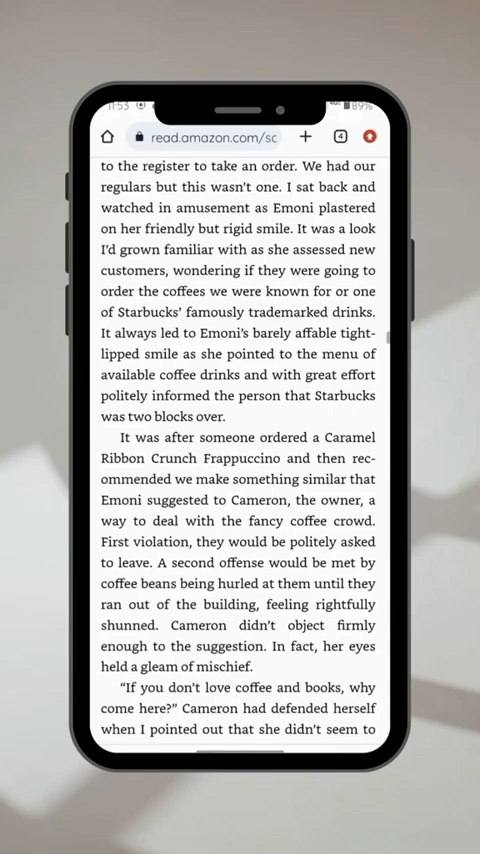 11:53
89%
read.amazon.com/sc
4
to the register to take an order. We had our
regulars but this wasn't one. I sat back and
watched in amusement as Emoni plastered
on her friendly but rigid smile. It was a look
I'd grown familiar with as she assessed new
customers, wondering if they were going to
order the coffees we were known for or one
of Starbucks' famously trademarked drinks.
It always led to Emoni's barely affable tight-
lipped smile as she pointed to the menu of
available coffee drinks and with great effort
politely informed the person that Starbucks
was two blocks over.
It was after someone ordered a Caramel
Ribbon Crunch Frappuccino and then rec-
ommended we make something similar that
Emoni suggested to Cameron, the owner, a
way to deal with the fancy coffee crowd.
First violation, they would be politely asked
to leave. A second offense would be met by
coffee beans being hurled at them until they
ran out of the building, feeling rightfully
shunned. Cameron didn't object firmly
enough to the suggestion. In fact, her eyes
held a gleam of mischief.
"If you don't love coffee and books, why
come here?" Cameron had defended herself
when I pointed out that she didn't seem to